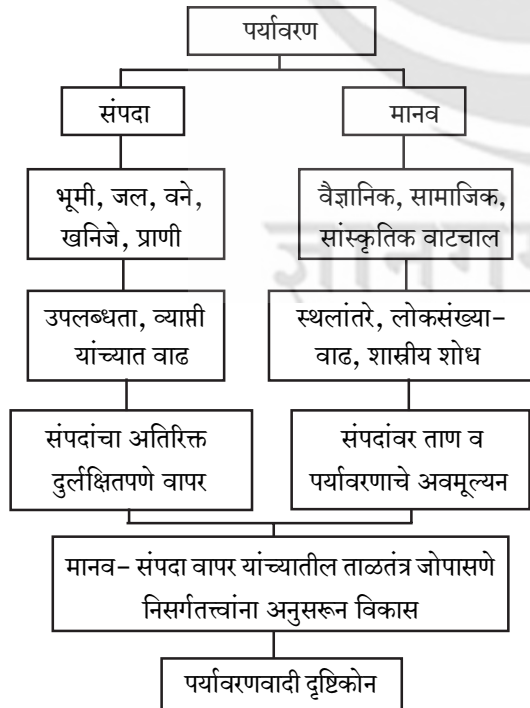 पर्यावरण
संपदा
मानव
भूमी, जल, वने,
खनिजे, प्राणी
वैज्ञानिक, सामाजिक,
सांस्कृतिक वाटचाल
उपलब्धता, व्याप्ती
यांच्यात वाढ
स्थलांतरे, लोकसंख्या-
वाढ, शास्रीय शोध
संपदांचा अतिरिक्त
दुर्लक्षितपणे वापर
संपदांवर ताण व
पर्यावरणाचे अवमूल्यन
मानव- संपदा वापर यांच्यातील ताळतंत्र जोपासणे
निसर्गतत्त्वांना अनुसरून विकास
पर्यावरणवादी दृष्टिकोन